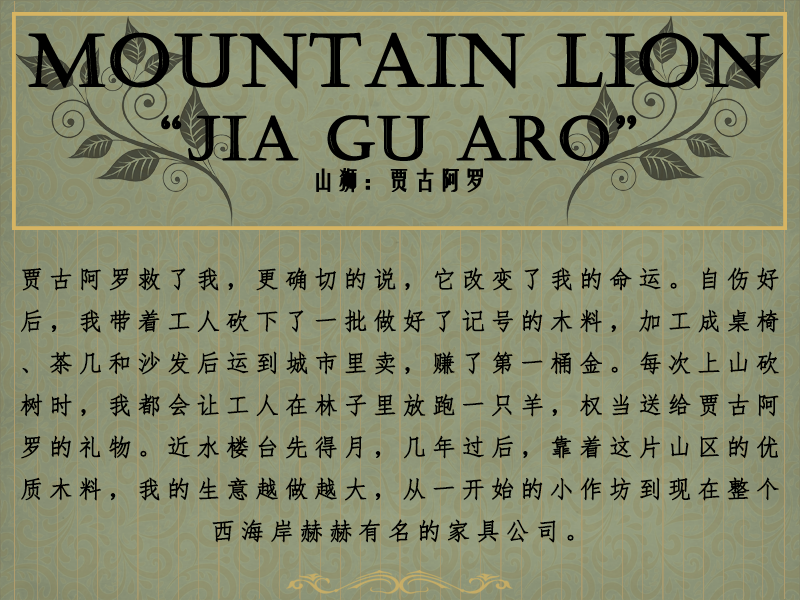 MOUNTAIN LION
“JIA GU ARO”
山狮：贾古阿罗
贾古阿罗救了我，更确切的说，它改变了我的命运。自伤好
后，我带着工人砍下了一批做好了记号的木料，加工成桌椅
、茶几和沙发后运到城市里卖，赚了第一桶金。每次上山砍
树时，我都会让工人在林子里放跑一只羊，权当送给贾古阿
罗的礼物。近水楼台先得月，几年过后，靠着这片山区的优
质木料，我的生意越做越大，从一开始的小作坊到现在整个
西海岸赫赫有名的家具公司。